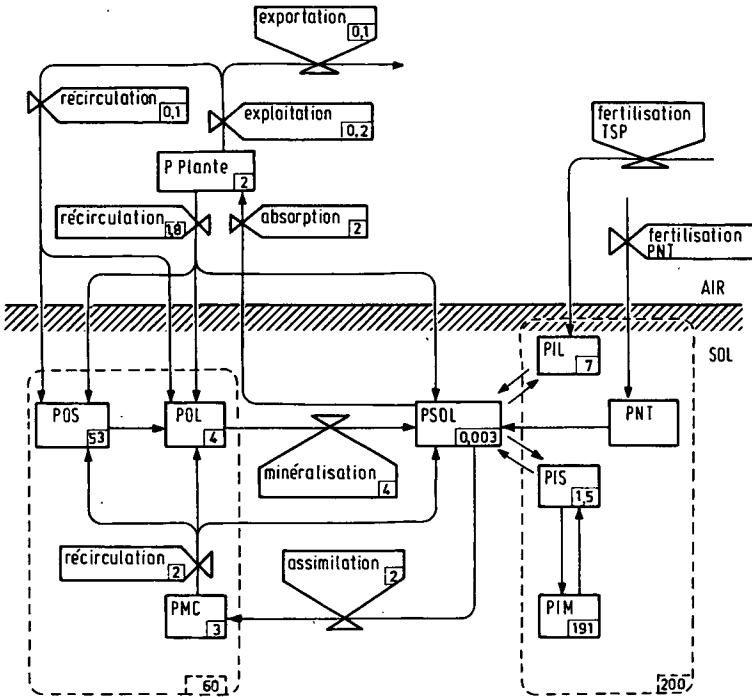 exportation
0,1
récirculation
0,1
exploitation
0,2
fertilisation
TSP
P Plante
2
récirculation
1,8
absorption
2
fertilisation
PNT
AIR
SOL
PIL
7
POS
53
POL
4
PSOL
0,003
PNT
minéralisation
4
PIS
1,5
récirculation
2
assimilation
2
PMC
3
PIM
191
60
200